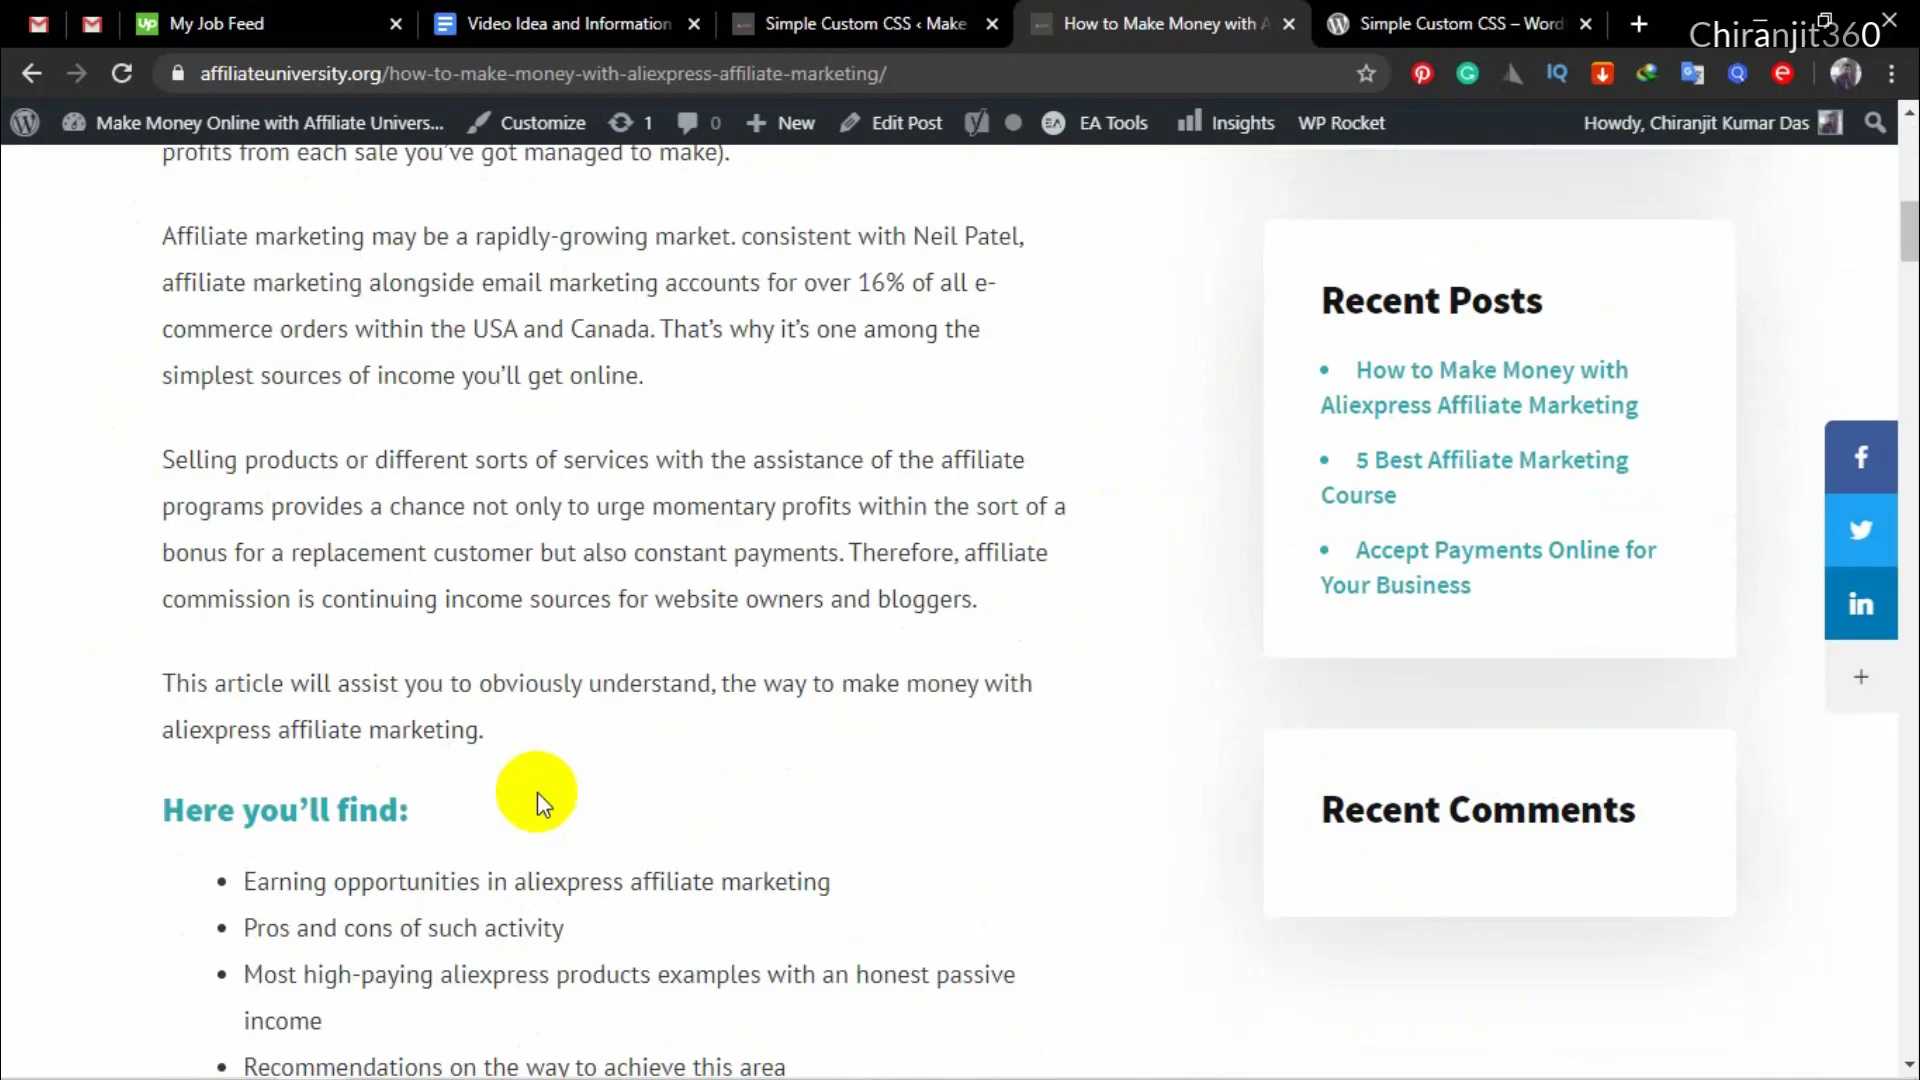 My Job Feed
Video Idea and Information
Simple Custom CSS ‹ Make
How to Make Money with A
Simple Custom CSS – Word
Chiranjit360
affiliateuniversity.org/how-to-make-money-with-aliexpress-affiliate-marketing/
Make Money Online with Affiliate Univers... Customize 1 0 New Edit Post EA Tools Insights WP Rocket Howdy, Chiranjit Kumar Das
profits from each sale you've got managed to make).
Affiliate marketing may be a rapidly-growing market. consistent with Neil Patel,
affiliate marketing alongside email marketing accounts for over 16% of all e-
commerce orders within the USA and Canada. That's why it's one among the
simplest sources of income you'll get online.
Selling products or different sorts of services with the assistance of the affiliate
programs provides a chance not only to urge momentary profits within the sort of a
bonus for a replacement customer but also constant payments. Therefore, affiliate
commission is continuing income sources for website owners and bloggers.
This article will assist you to obviously understand, the way to make money with
aliexpress affiliate marketing.
Here you'll find:
• Earning opportunities in aliexpress affiliate marketing
• Pros and cons of such activity
• Most high-paying aliexpress products examples with an honest passive
income
• Recommendations on the way to achieve this area
Recent Posts
• How to Make Money with
Aliexpress Affiliate Marketing
• 5 Best Affiliate Marketing
Course
• Accept Payments Online for
Your Business
Recent Comments